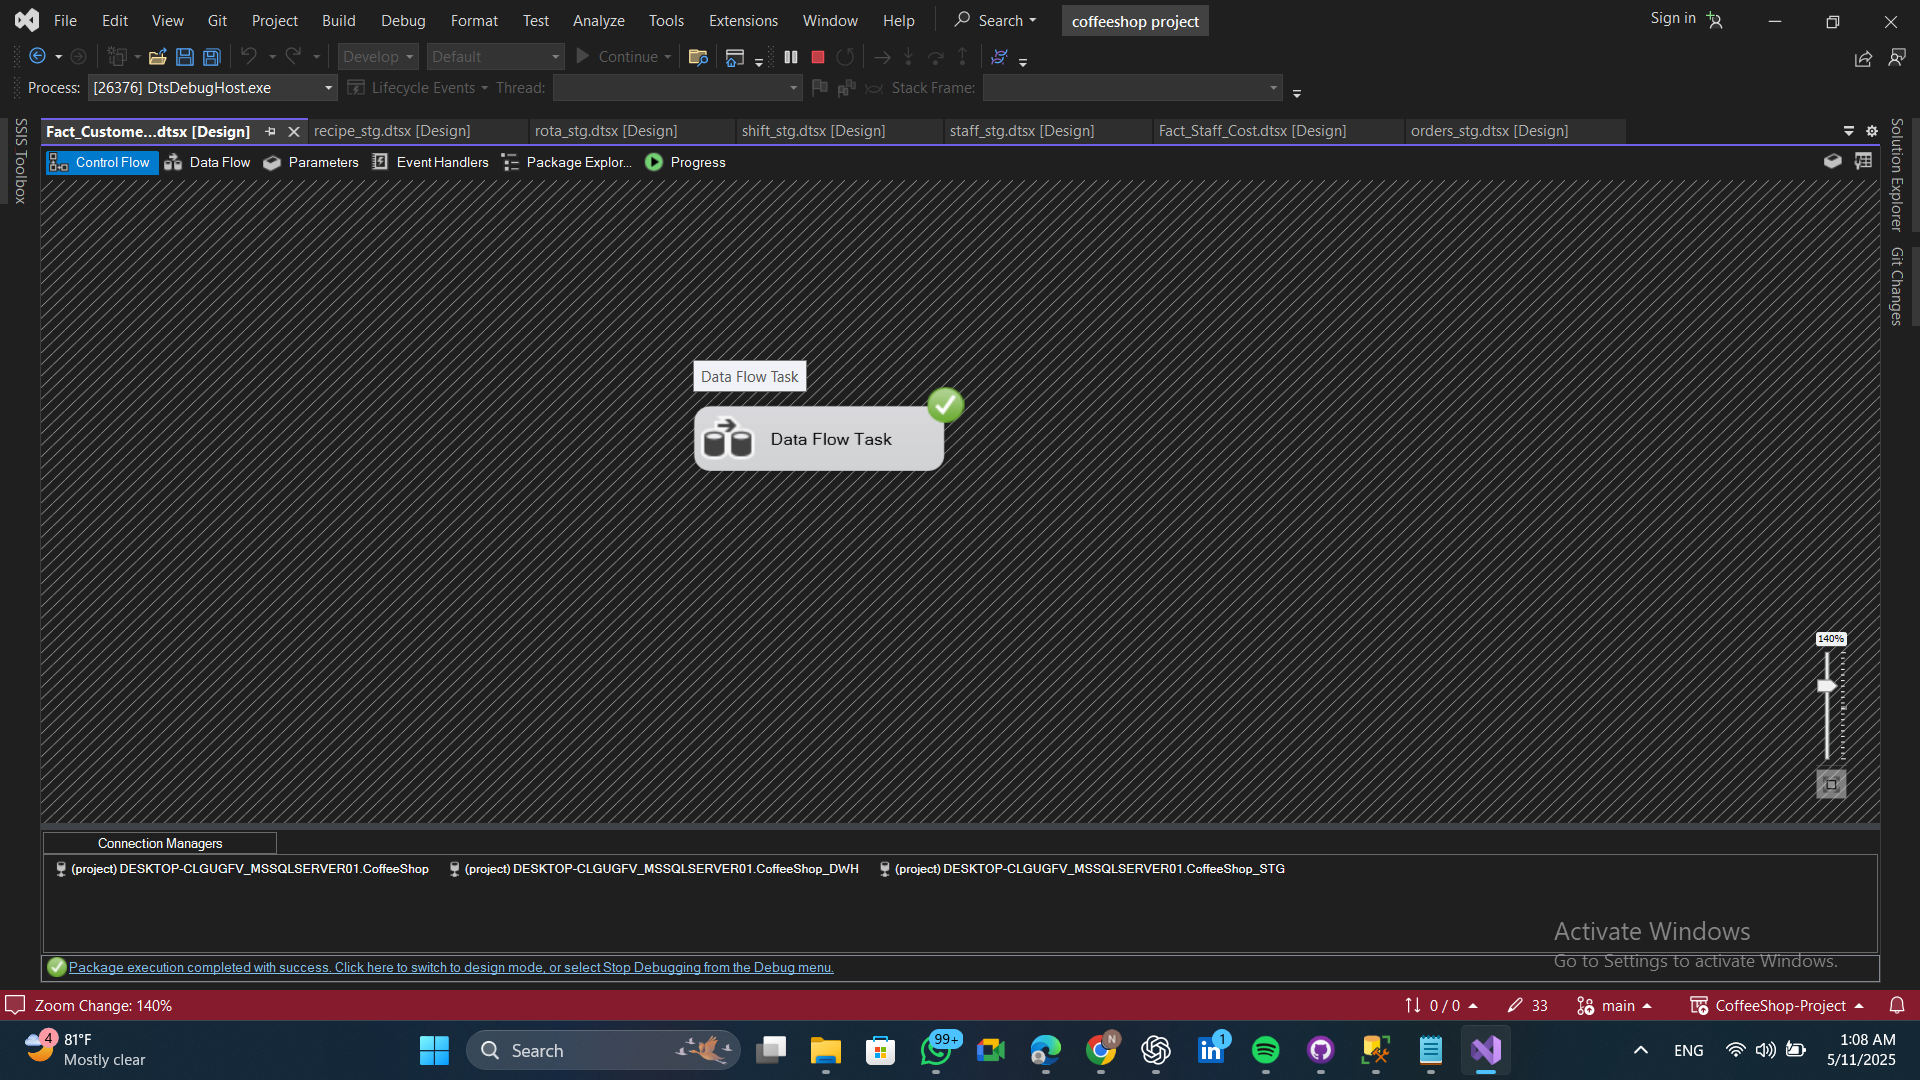 File Edit View Git Project Build Debug Format Test Analyze Tools Extensions Window Help Search coffeeshop project Sign in
Develop Default Continue
Process: [26376] DtsDebugHost.exe Lifecycle Events Thread: Stack Frame:
SSIS Toolbox
Fact_Custome...dtsx [Design] recipe_stg.dtsx [Design] rota_stg.dtsx [Design] shift_stg.dtsx [Design] staff_stg.dtsx [Design] Fact_Staff_Cost.dtsx [Design] orders_stg.dtsx [Design]
Control Flow Data Flow Parameters Event Handlers Package Explor... Progress
Solution Explorer
Git Changes
Data Flow Task
Data Flow Task
140%
Connection Managers
(project) DESKTOP-CLGUGFV_MSSQLSERVER01.CoffeeShop (project) DESKTOP-CLGUGFV_MSSQLSERVER01.CoffeeShop_DWH (project) DESKTOP-CLGUGFV_MSSQLSERVER01.CoffeeShop_STG
Activate Windows
Go to Settings to activate Windows.
Package execution completed with success. Click here to switch to design mode, or select Stop Debugging from the Debug menu.
Zoom Change: 140% 0 / 0 33 main CoffeeShop-Project
4 81°F
Mostly clear
Search 99+ N in 1 ENG
1:08 AM
5/11/2025